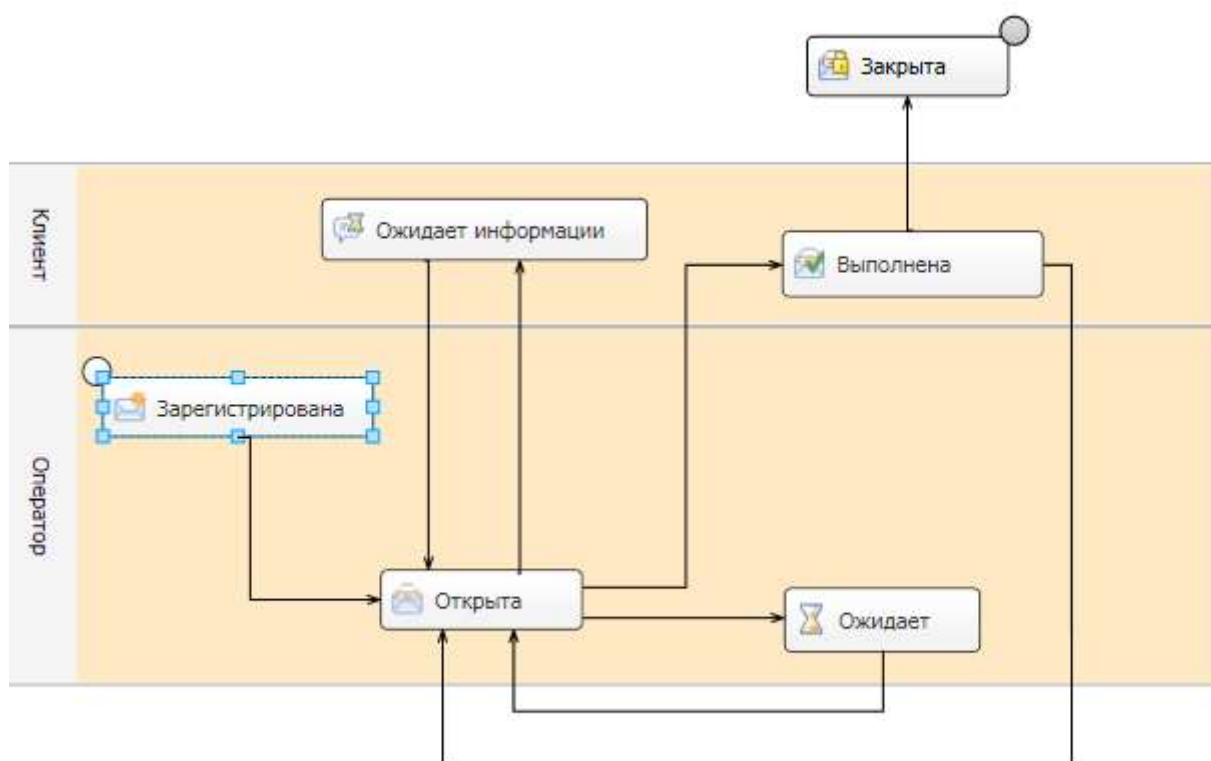 Закрыта
Клиент
Ожидает информации
Выполнена
Оператор
Зарегистрирована
Открыта
Ожидает